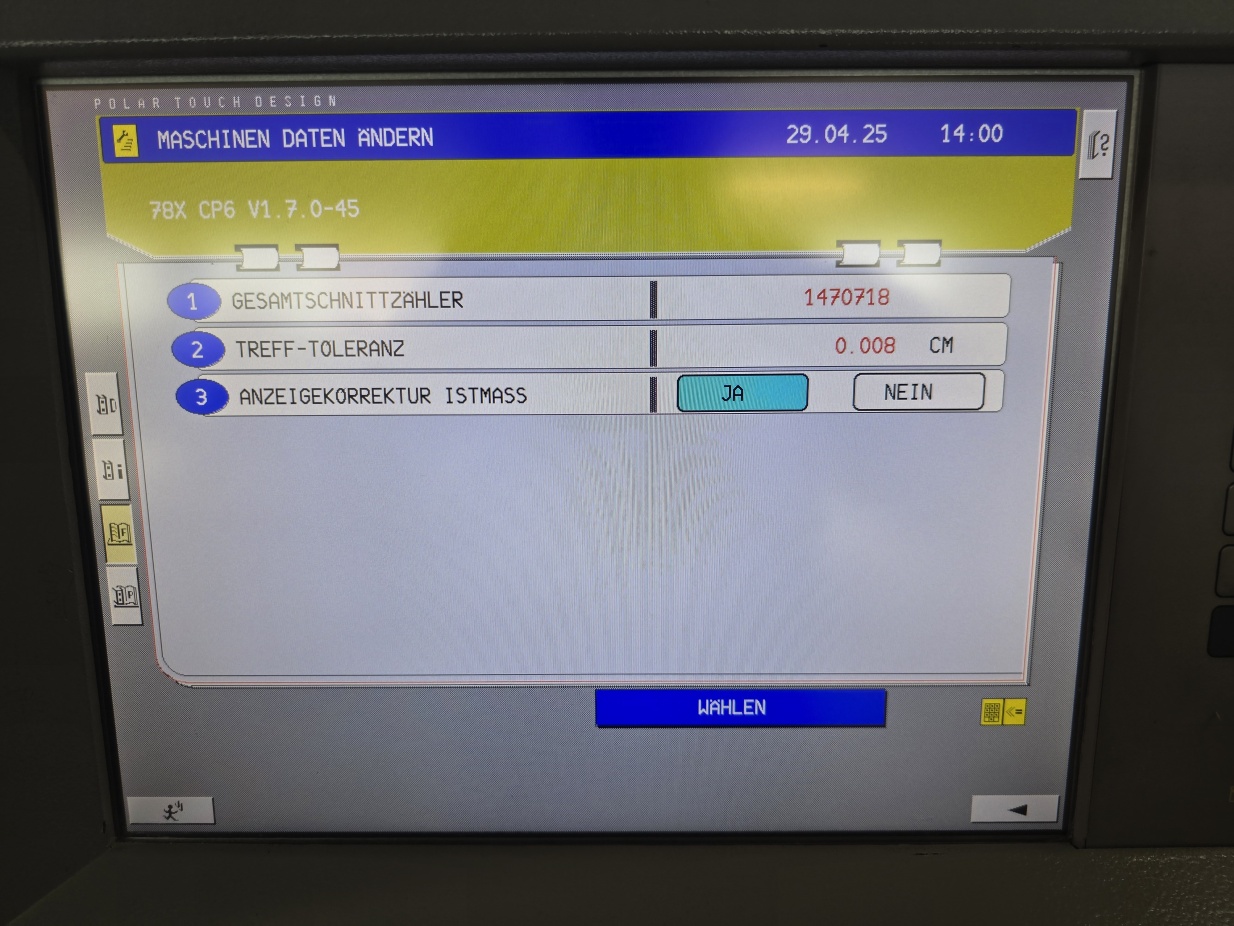 POLAR TOUCH DESIGN
MASCHINEN DATEN ÄNDERN 29.04.25 14:00
78X CP6 V1.7.0-45
1 GESAMTSCHNITTZÄHLER 1470718
2 TREFF-TOLERANZ 0.008 CM
3 ANZEIGEKORREKTUR ISTMASS JA NEIN
WÄHLEN